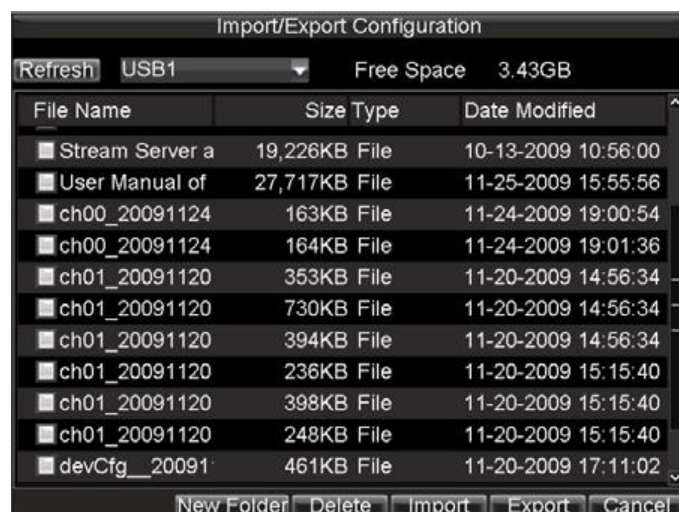 Import/Export Configuration
Refresh USB1 Free Space 3.43GB
File Name Size Type Date Modified
Stream Server a 19,226KB File 10-13-2009 10:56:00
User Manual of 27,717KB File 11-25-2009 15:55:56
ch00_20091124 163KB File 11-24-2009 19:00:54
ch00_20091124 164KB File 11-24-2009 19:01:36
ch01_20091120 353KB File 11-20-2009 14:56:34
ch01_20091120 730KB File 11-20-2009 14:56:34
ch01_20091120 394KB File 11-20-2009 14:56:34
ch01_20091120 236KB File 11-20-2009 15:15:40
ch01_20091120 398KB File 11-20-2009 15:15:40
ch01_20091120 248KB File 11-20-2009 15:15:40
devCfg__20091 461KB File 11-20-2009 17:11:02
New Folder Delete Import Export Cancel